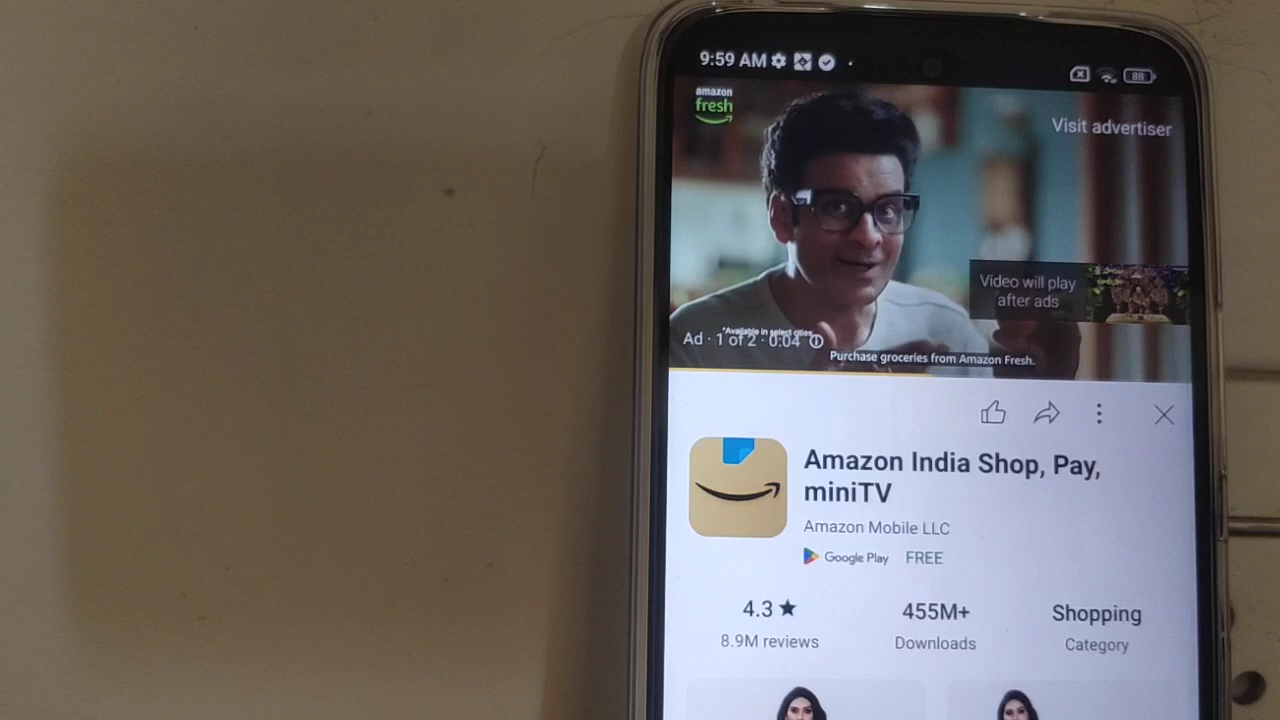 9:59 AM
88
amazon
fresh
Visit advertiser
Video will play
after ads
*Available in select cities
Ad · 1 of 2 · 0:04
Purchase groceries from Amazon Fresh.
Amazon India Shop, Pay,
miniTV
Amazon Mobile LLC
Google Play FREE
4.3★ 455M+ Shopping
8.9M reviews Downloads Category